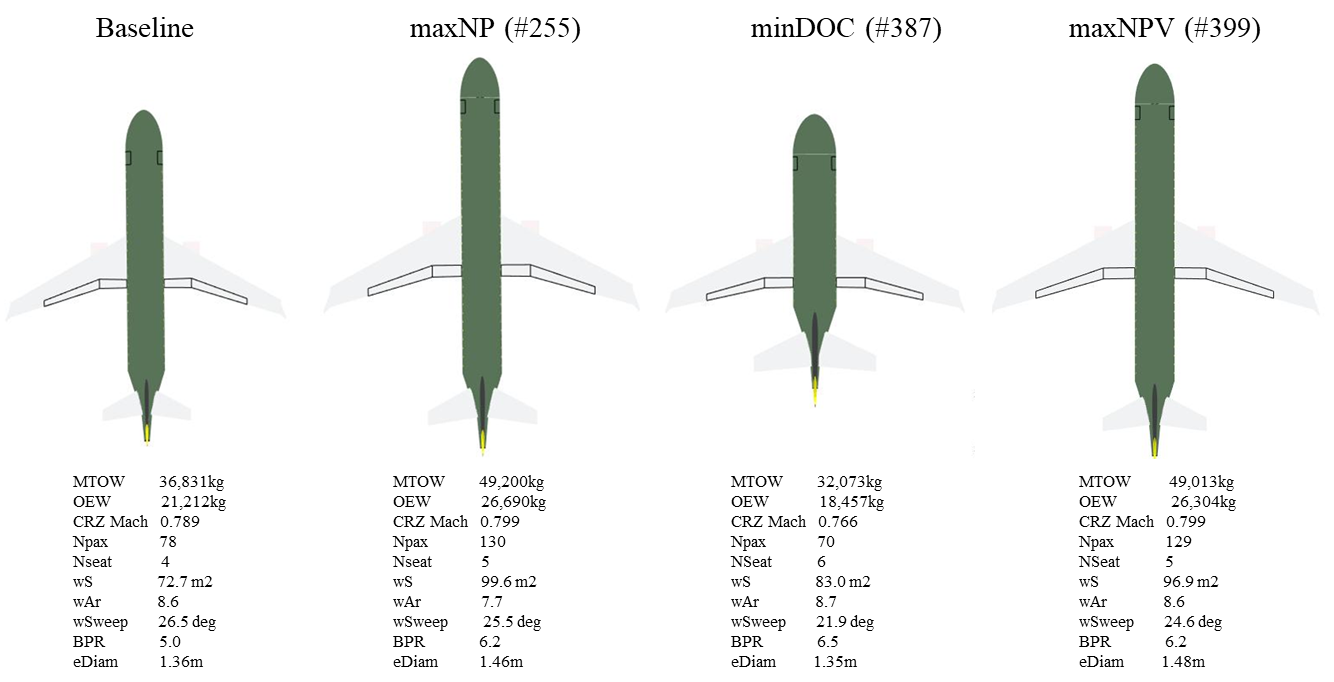 Baseline
maxNP (#255)
minDOC (#387)
maxNPV (#399)
MTOW 36,831kg
OEW 21,212kg
CRZ Mach 0.789
Npax 78
Nseat 4
wS 72.7 m2
wAr 8.6
wSweep 26.5 deg
BPR 5.0
eDiam 1.36m
MTOW 49,200kg
OEW 26,690kg
CRZ Mach 0.799
Npax 130
Nseat 5
wS 99.6 m2
wAr 7.7
wSweep 25.5 deg
BPR 6.2
eDiam 1.46m
MTOW 32,073kg
OEW 18,457kg
CRZ Mach 0.766
Npax 70
NSeat 6
wS 83.0 m2
wAr 8.7
wSweep 21.9 deg
BPR 6.5
eDiam 1.35m
MTOW 49,013kg
OEW 26,304kg
CRZ Mach 0.799
Npax 129
NSeat 5
wS 96.9 m2
wAr 8.6
wSweep 24.6 deg
BPR 6.2
eDiam 1.48m